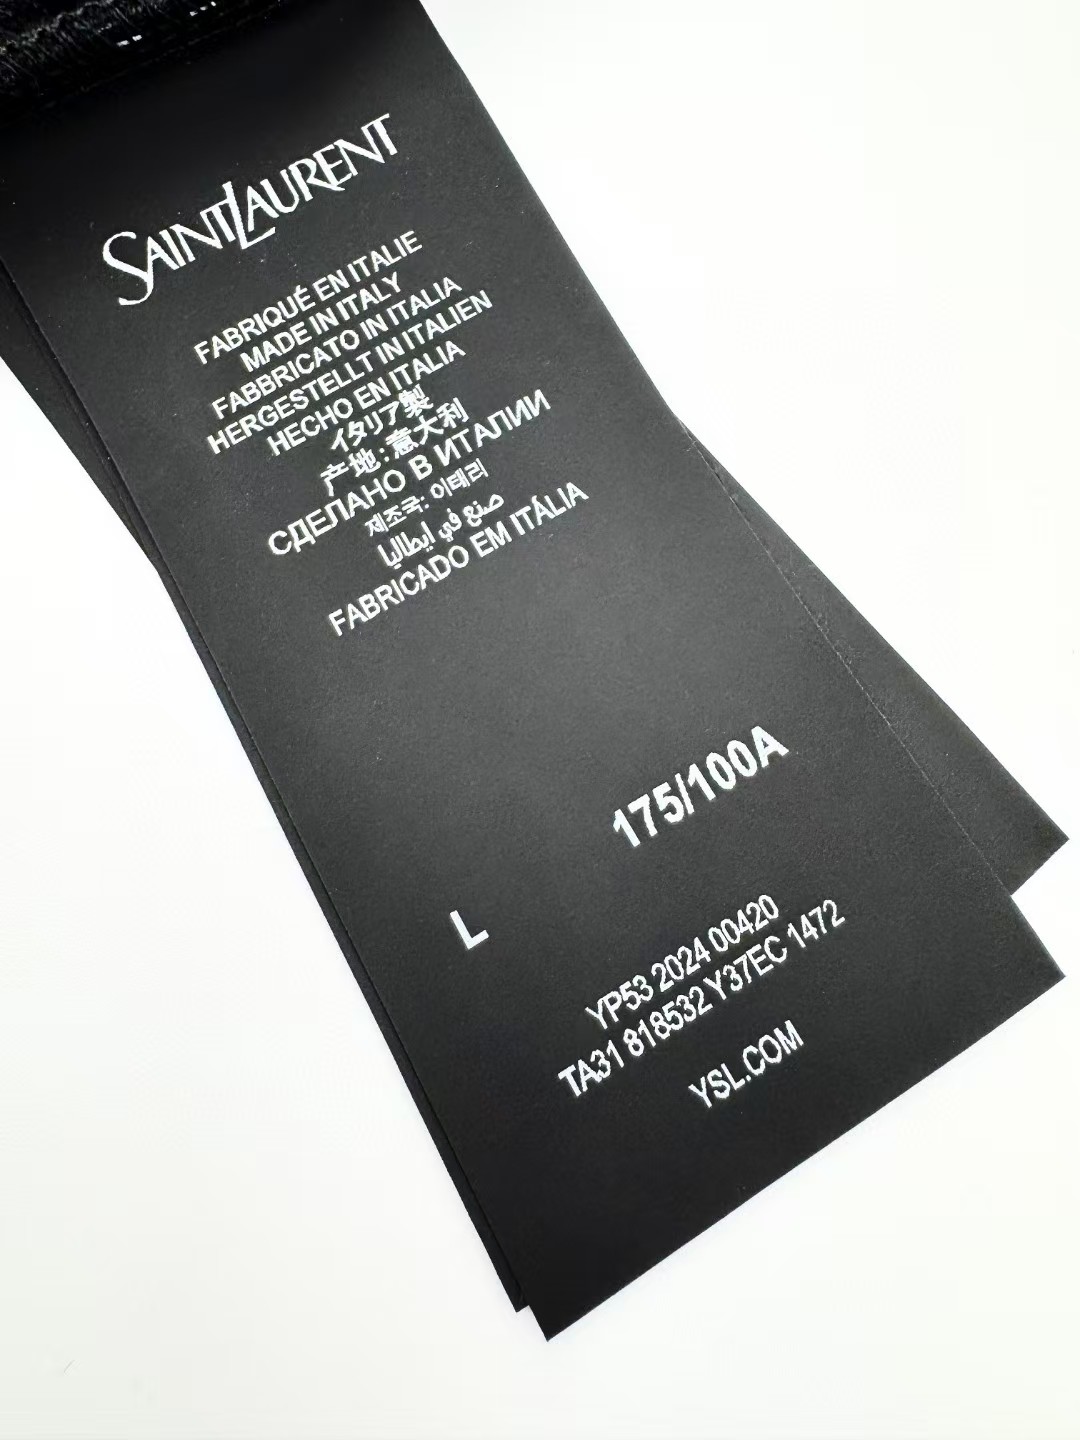 SAINT LAURENT
FABRIQUÉ EN ITALIE
MADE IN ITALY
FABBRICATO IN ITALIA
HERGESTELLT IN ITALIEN
HECHO EN ITALIA
イタリア製
产地:意大利
СДЕЛАНО В ИТАЛИИ
제조국: 이테리
صنع في إيطاليا
FABRICADO EM ITÁLIA
175/100A
L
YP53 2024 00420
TA31 818532 Y37EC 1472
YSL.COM